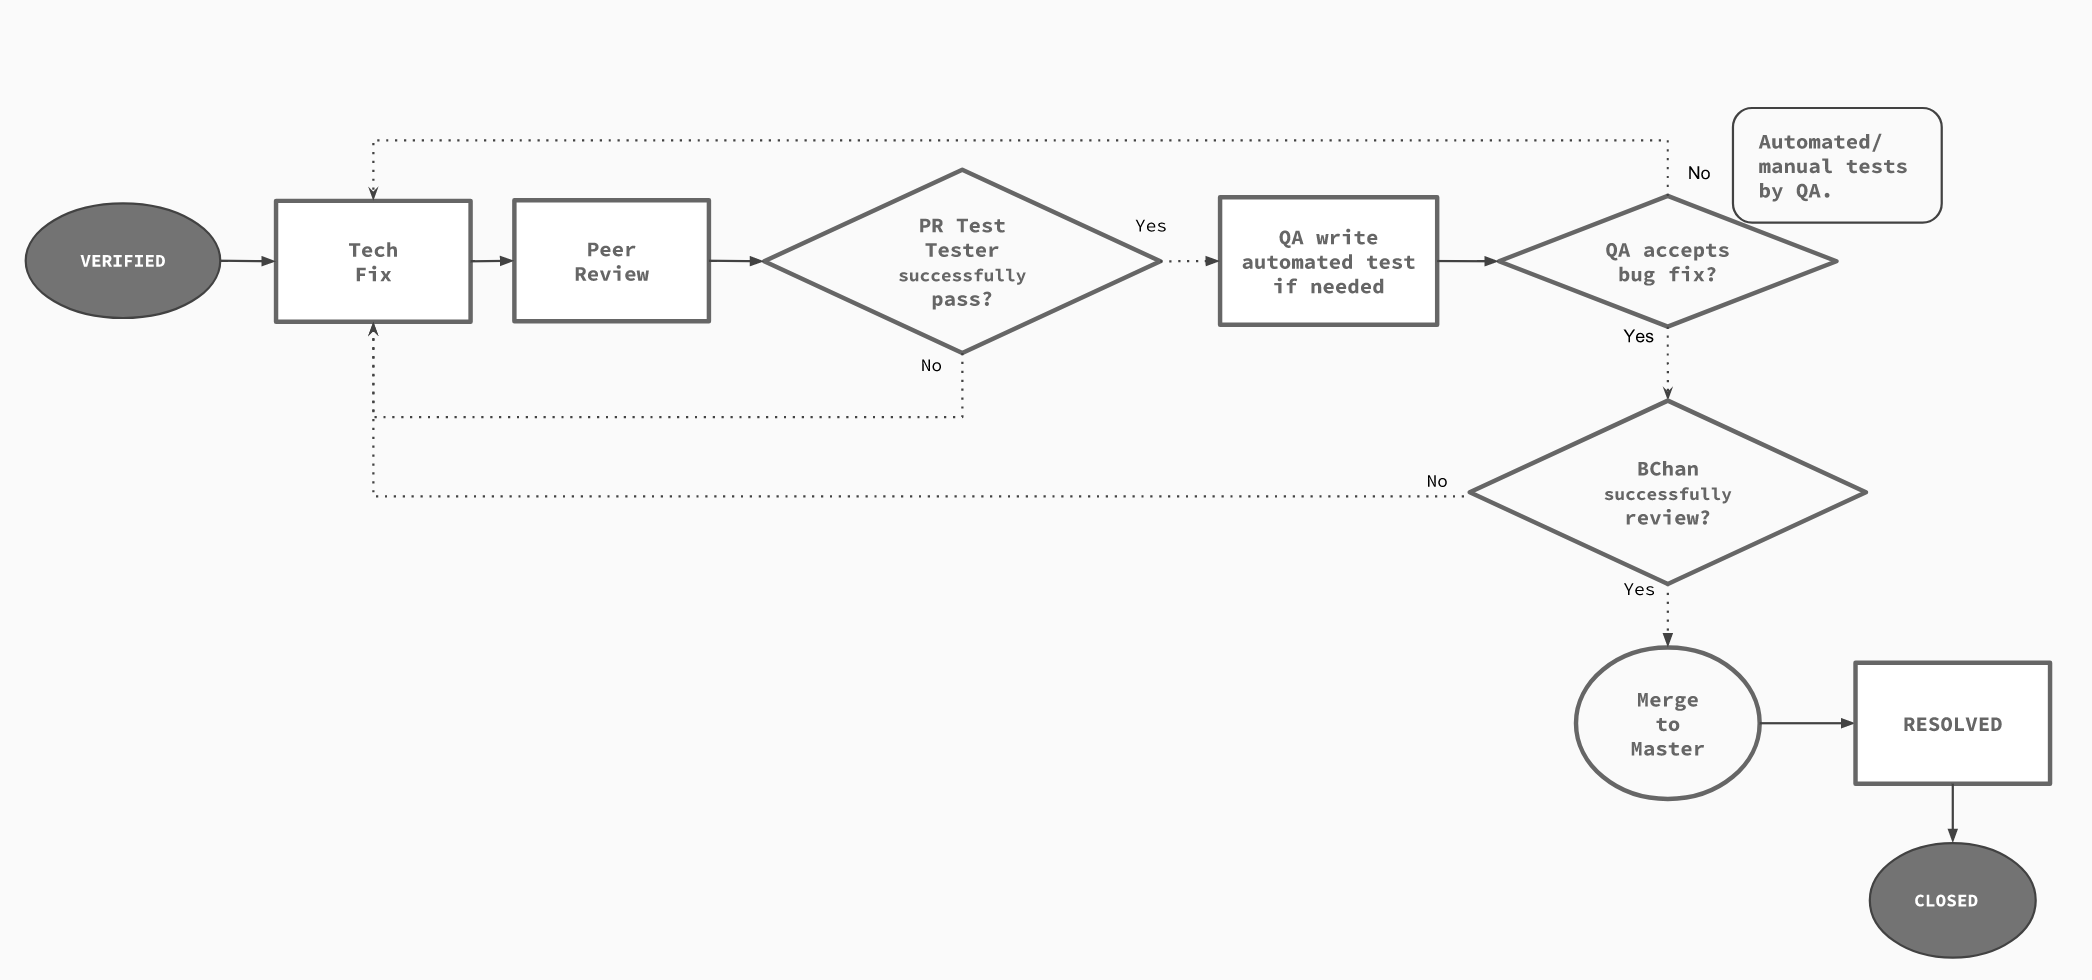 Automated/
manual tests
by QA.
No
VERIFIED
Tech
Fix
Peer
Review
PR Test
Tester
successfully
pass?
Yes
No
QA write
automated test
if needed
QA accepts
bug fix?
Yes
BChan
successfully
review?
No
Yes
Merge
to
Master
RESOLVED
CLOSED